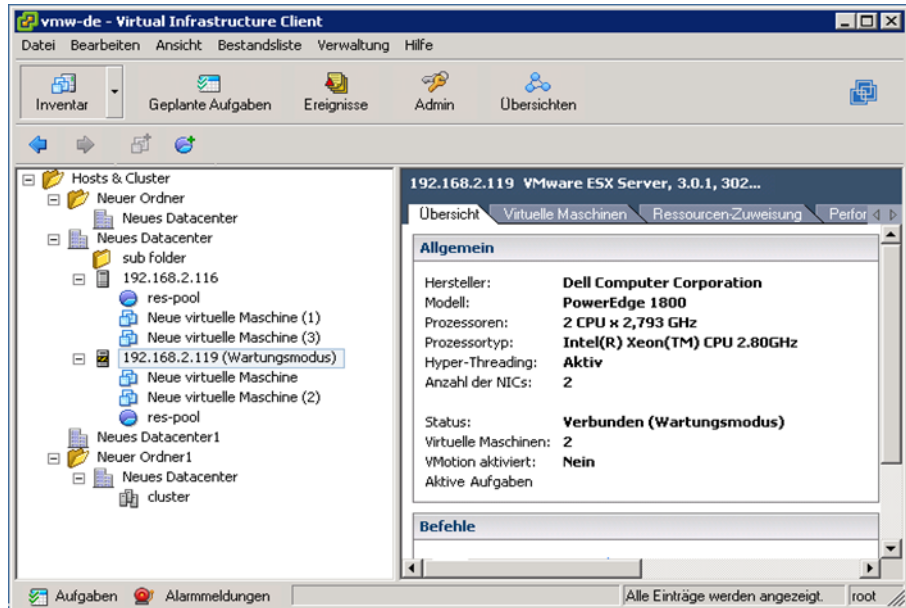 vmw-de - Virtual Infrastructure Client
Datei Bearbeiten Ansicht Bestandsliste Verwaltung Hilfe
Inventar Geplante Aufgaben Ereignisse Admin Übersichten
Hosts & Cluster
Neuer Ordner
Neues Datacenter
Neues Datacenter
sub folder
192.168.2.116
res-pool
Neue virtuelle Maschine (1)
Neue virtuelle Maschine (3)
192.168.2.119 (Wartungsmodus)
Neue virtuelle Maschine
Neue virtuelle Maschine (2)
res-pool
Neues Datacenter1
Neuer Ordner1
Neues Datacenter
cluster
192.168.2.119 VMware ESX Server, 3.0.1, 302...
Übersicht Virtuelle Maschinen Ressourcen-Zuweisung Perfor
Allgemein
Hersteller: Dell Computer Corporation
Modell: PowerEdge 1800
Prozessoren: 2 CPU x 2,793 GHz
Prozessortyp: Intel(R) Xeon(TM) CPU 2.80GHz
Hyper-Threading: Aktiv
Anzahl der NICs: 2
Status: Verbunden (Wartungsmodus)
Virtuelle Maschinen: 2
VMotion aktiviert: Nein
Aktive Aufgaben
Befehle
Aufgaben Alarmmeldungen Alle Einträge werden angezeigt. root